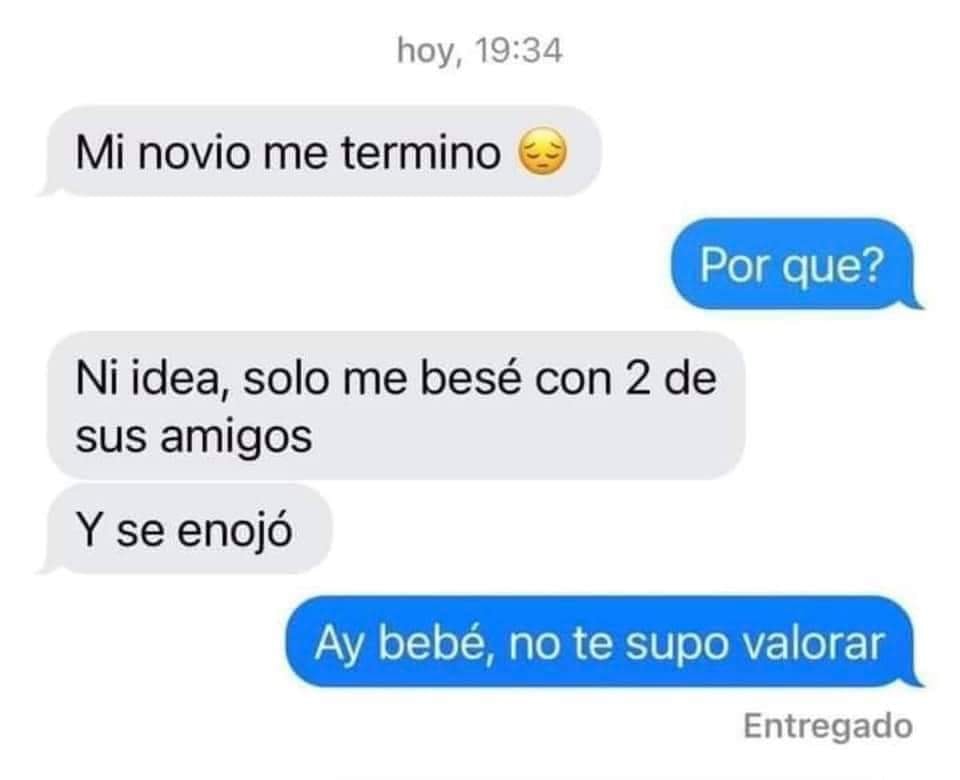 hoy, 19:34
Mi novio me termino 😔
Por que?
Ni idea, solo me besé con 2 de
sus amigos
Y se enojó
Ay bebé, no te supo valorar
Entregado